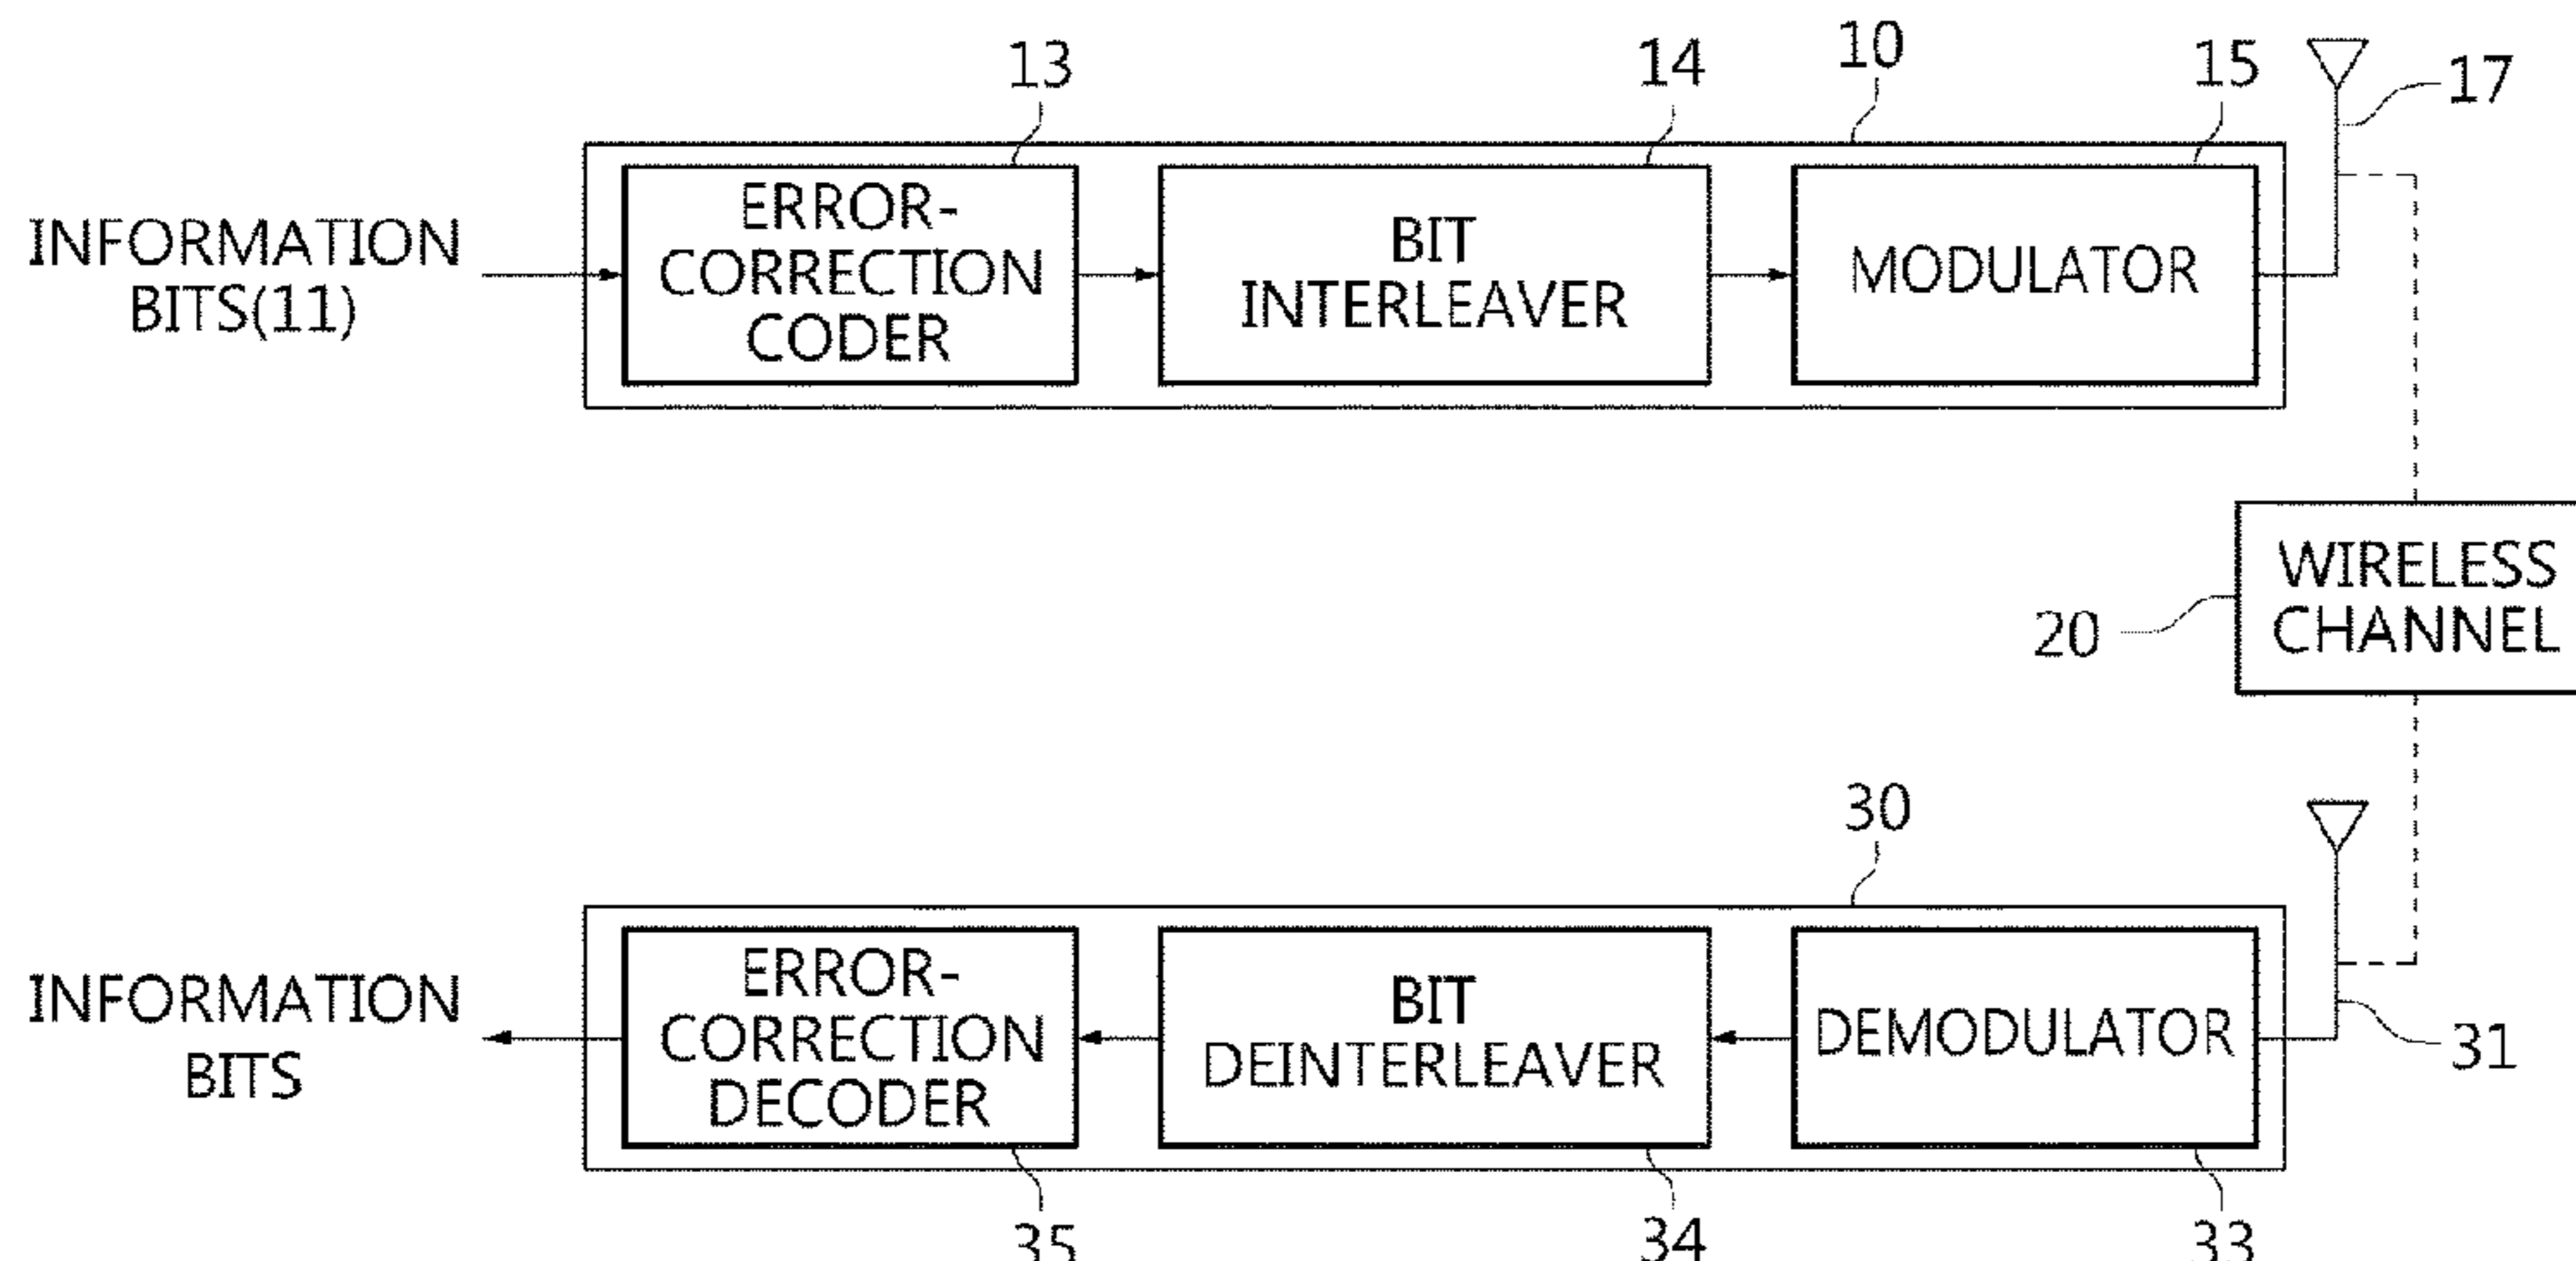 13
14
10
15
17
INFORMATION
BITS(11)
ERROR-
CORRECTION
CODER
BIT
INTERLEAVER
MODULATOR
WIRELESS
CHANNEL
20
30
INFORMATION
BITS
ERROR-
CORRECTION
DECODER
BIT
DEINTERLEAVER
DEMODULATOR
31
35
34
33